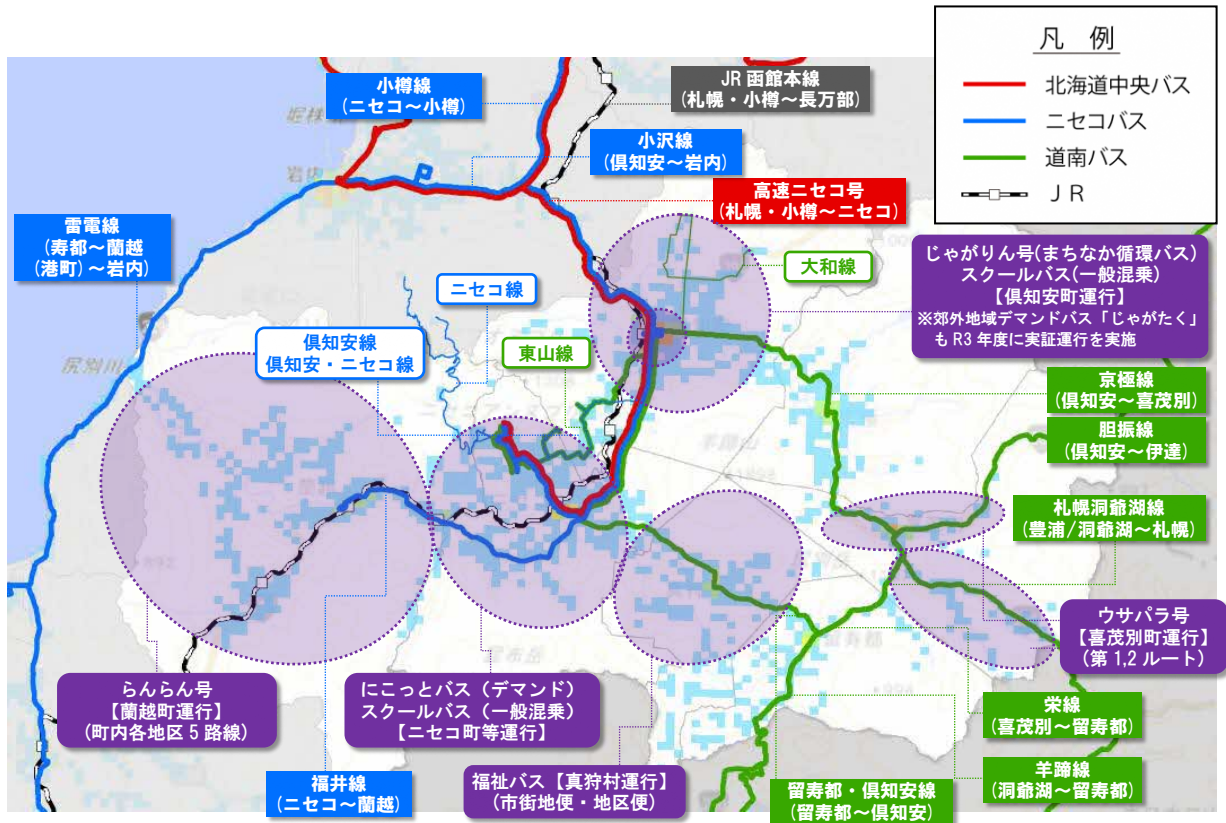 凡 例
北海道中央バス
ニセコバス
道南バス
J R
小樽線
(ニセコ～小樽)
JR 函館本線
(札幌・小樽～長万部)
小沢線
(倶知安～岩内)
高速ニセコ号
(札幌・小樽～ニセコ)
岩内
雷電線
(寿都～蘭越
(港町)～岩内)
大和線
じゃがりん号(まちなか循環バス)
スクールバス(一般混乗)
【倶知安町運行】
※郊外地域デマンドバス「じゃがたく」
も R3 年度に実証運行を実施
ニセコ線
倶知安線
倶知安・ニセコ線
東山線
尻別川
京極線
(倶知安～喜茂別)
胆振線
(倶知安～伊達)
札幌洞爺湖線
(豊浦/洞爺湖～札幌)
ウサパラ号
【喜茂別町運行】
(第 1,2 ルート)
留寿都
らんらん号
【蘭越町運行】
(町内各地区 5 路線)
にこっとバス（デマンド）
スクールバス（一般混乗）
【ニセコ町等運行】
栄線
(喜茂別～留寿都)
福井線
(ニセコ～蘭越)
福祉バス【真狩村運行】
(市街地便・地区便)
留寿都・倶知安線
(留寿都～倶知安)
羊蹄線
(洞爺湖～留寿都)